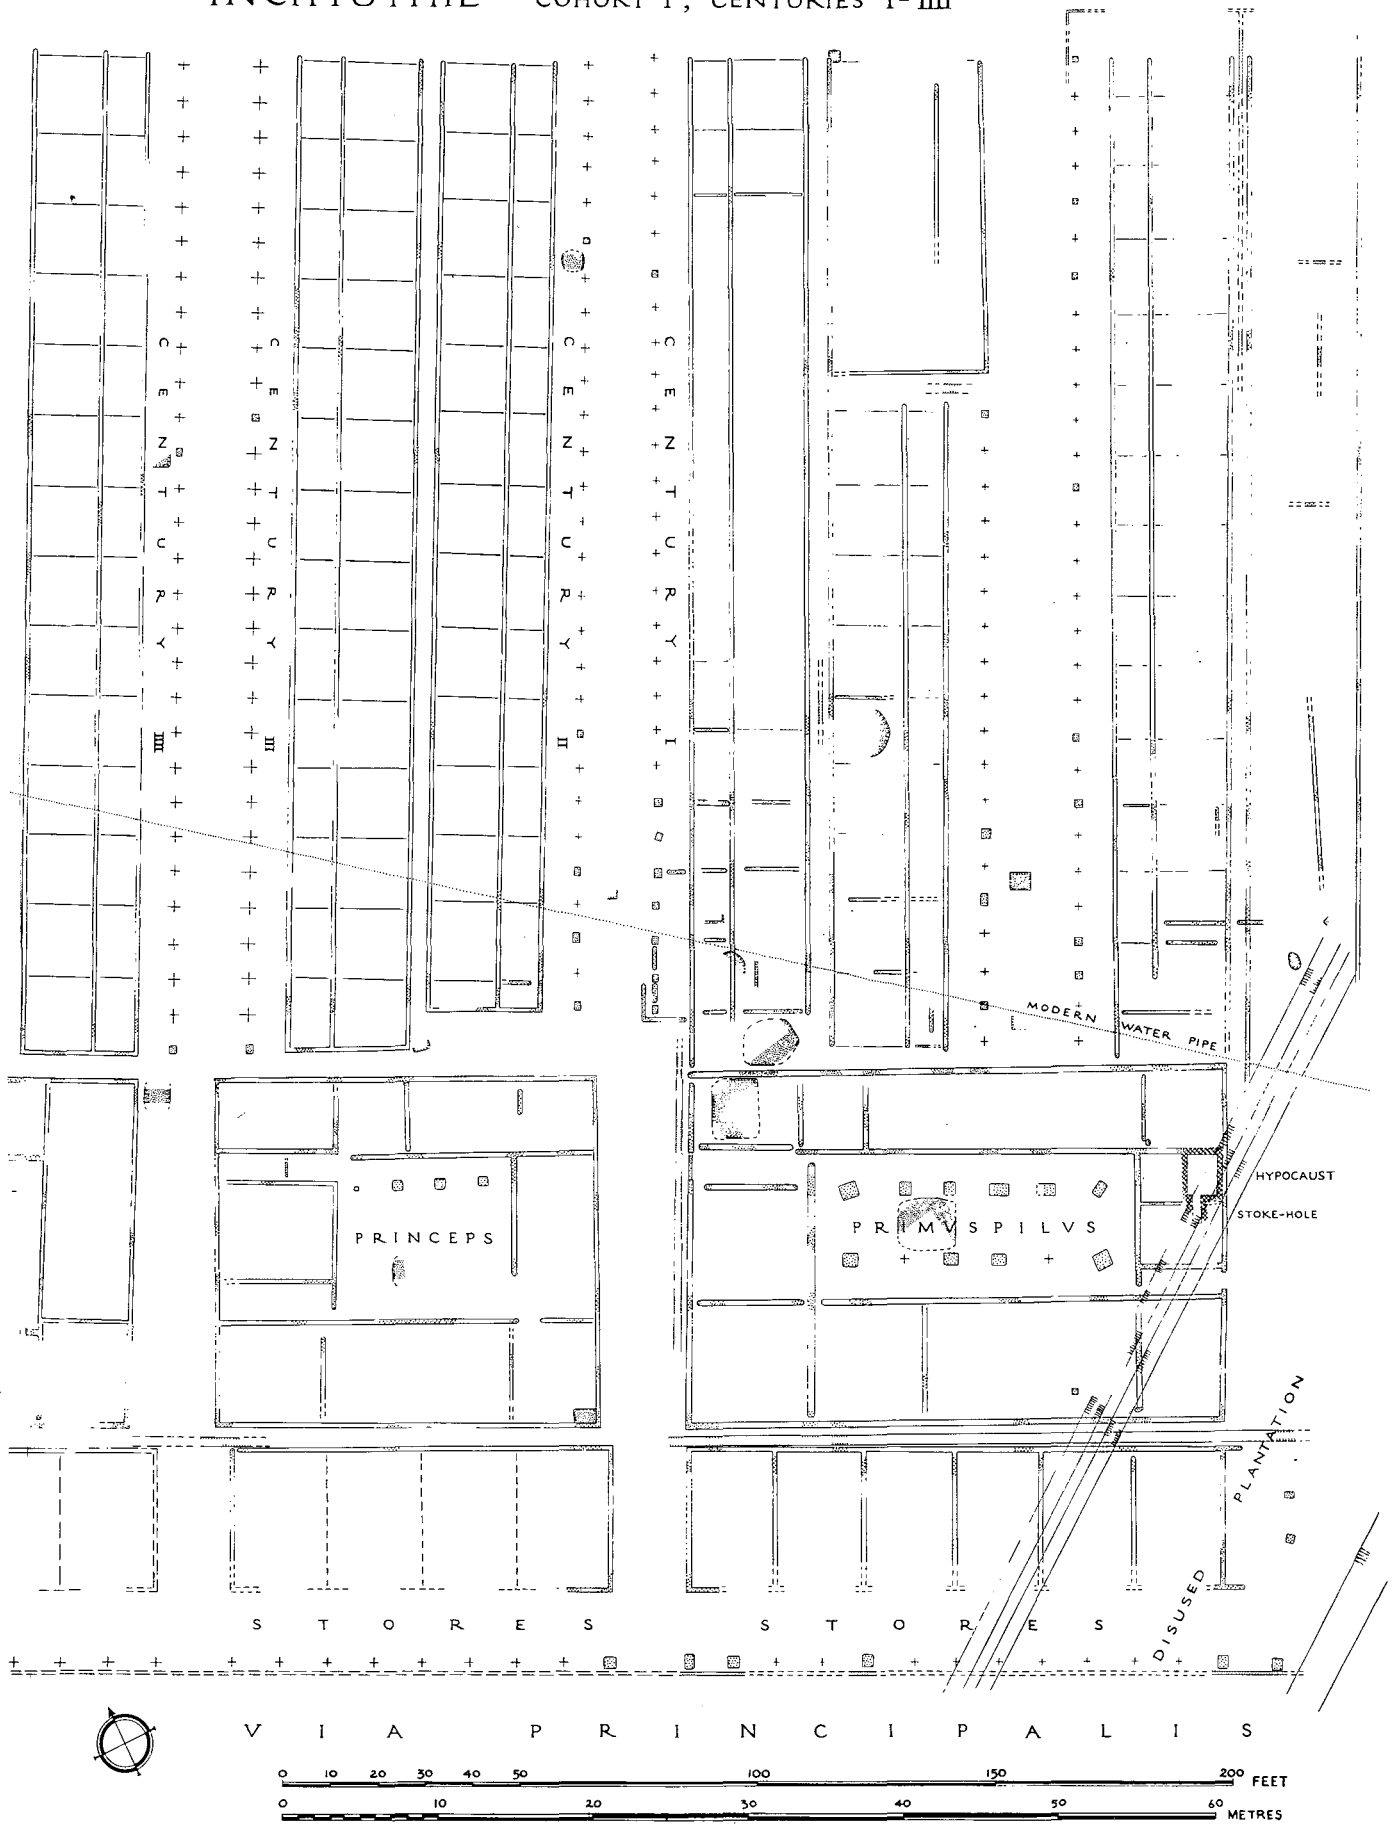 INCHTUTHIL COHORT I, CENTURIES I-IIII
CENTURY IIII
CENTURY III
CENTURY II
CENTURY I
MODERN WATER PIPE
HYPOCAUST
STOKE-HOLE
PRINCEPS
PRIMVSPILVS
DISUSED PLANTATION
STORES
STORES
VIA PRINCIPALIS
0 10 20 30 40 50 100 150 200 FEET
0 10 20 30 40 50 60 METRES